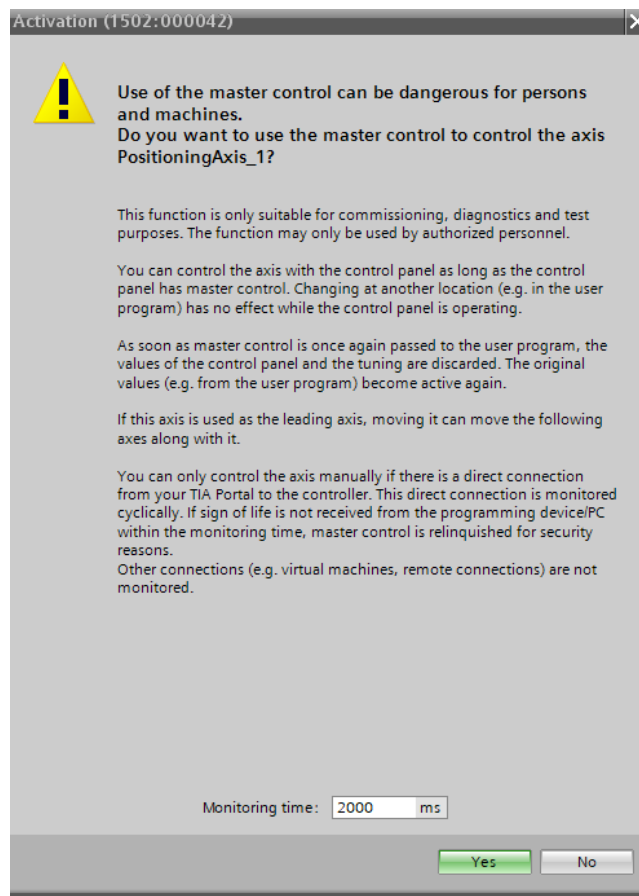 Activation (1502:000042)
Use of the master control can be dangerous for persons
and machines.
Do you want to use the master control to control the axis
PositioningAxis_1?
This function is only suitable for commissioning, diagnostics and test
purposes. The function may only be used by authorized personnel.
You can control the axis with the control panel as long as the control
panel has master control. Changing at another location (e.g. in the user
program) has no effect while the control panel is operating.
As soon as master control is once again passed to the user program, the
values of the control panel and the tuning are discarded. The original
values (e.g. from the user program) become active again.
If this axis is used as the leading axis, moving it can move the following
axes along with it.
You can only control the axis manually if there is a direct connection
from your TIA Portal to the controller. This direct connection is monitored
cyclically. If sign of life is not received from the programming device/PC
within the monitoring time, master control is relinquished for security
reasons.
Other connections (e.g. virtual machines, remote connections) are not
monitored.
Monitoring time: 2000 ms
Yes No